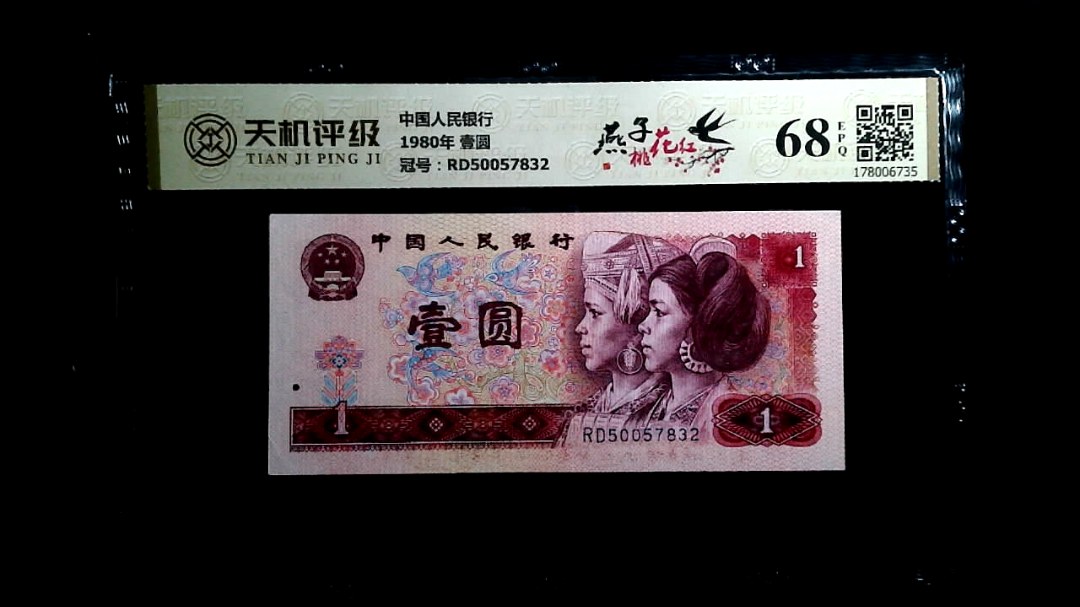 天机评级
TIAN JI PING JI
中国人民银行
1980年 壹圆
冠号：RD50057832
燕子桃花红
68
EPQ
178006735
中国人民银行
1
壹圆
1
RD50057832
1